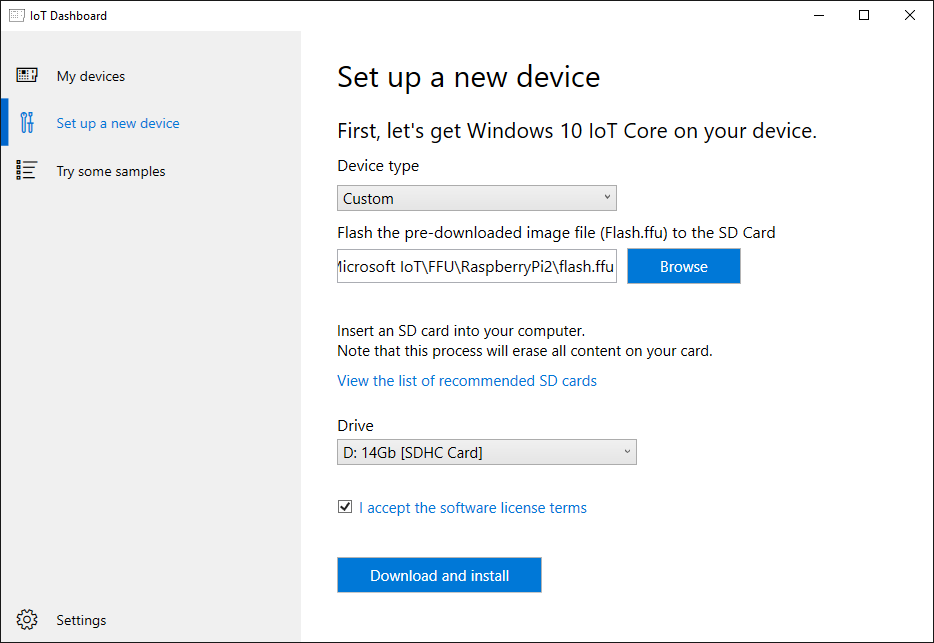 IoT Dashboard
My devices
Set up a new device
Try some samples
Settings
Set up a new device
First, let's get Windows 10 IoT Core on your device.
Device type
Custom
Flash the pre-downloaded image file (Flash.ffu) to the SD Card
IoT\FFU\RaspberryPi2\flash.ffu
Browse
Insert an SD card into your computer.
Note that this process will erase all content on your card.
View the list of recommended SD cards
Drive
D: 14Gb [SDHC Card]
I accept the software license terms
Download and install